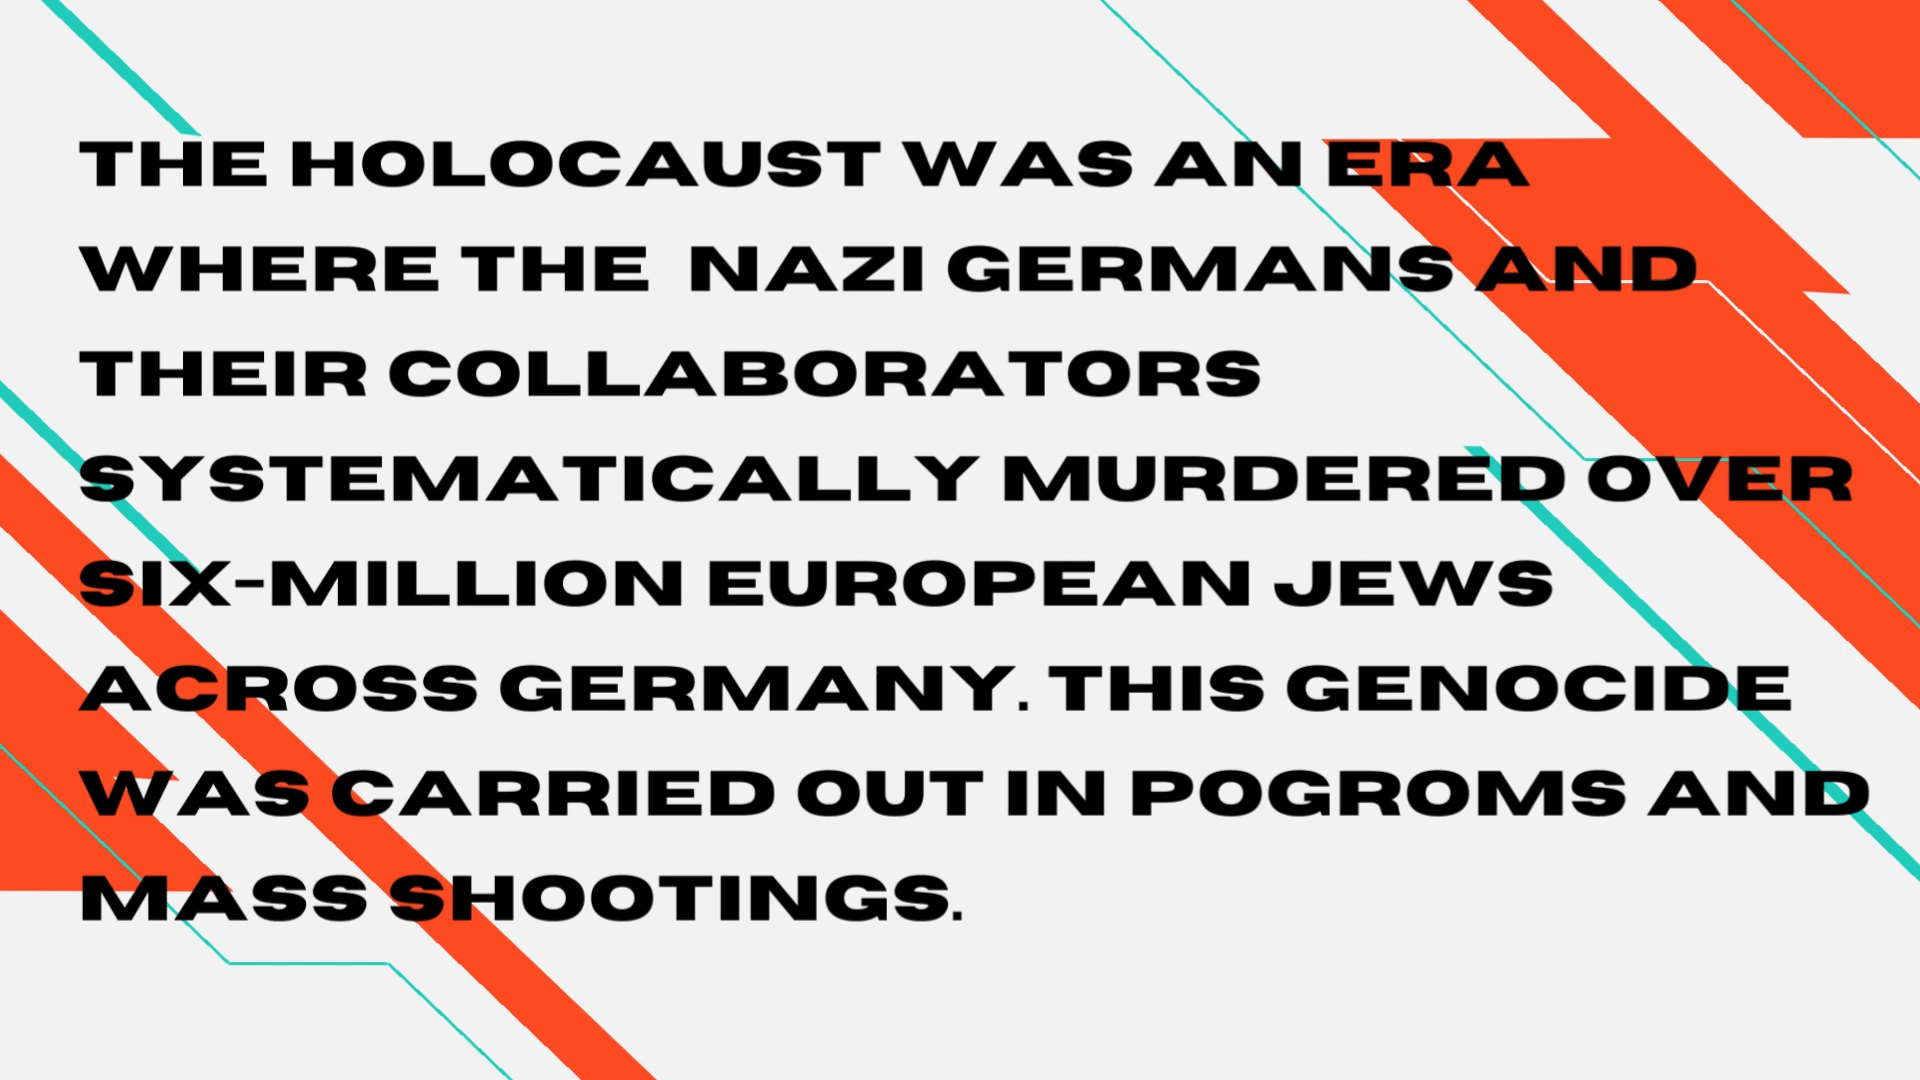 THE HOLOCAUST WAS AN ERA
WHERE THE  NAZI GERMANS AND
THEIR COLLABORATORS
SYSTEMATICALLY MURDERED OVER
SIX-MILLION EUROPEAN JEWS
ACROSS GERMANY. THIS GENOCIDE
WAS CARRIED OUT IN POGROMS AND
MASS SHOOTINGS.